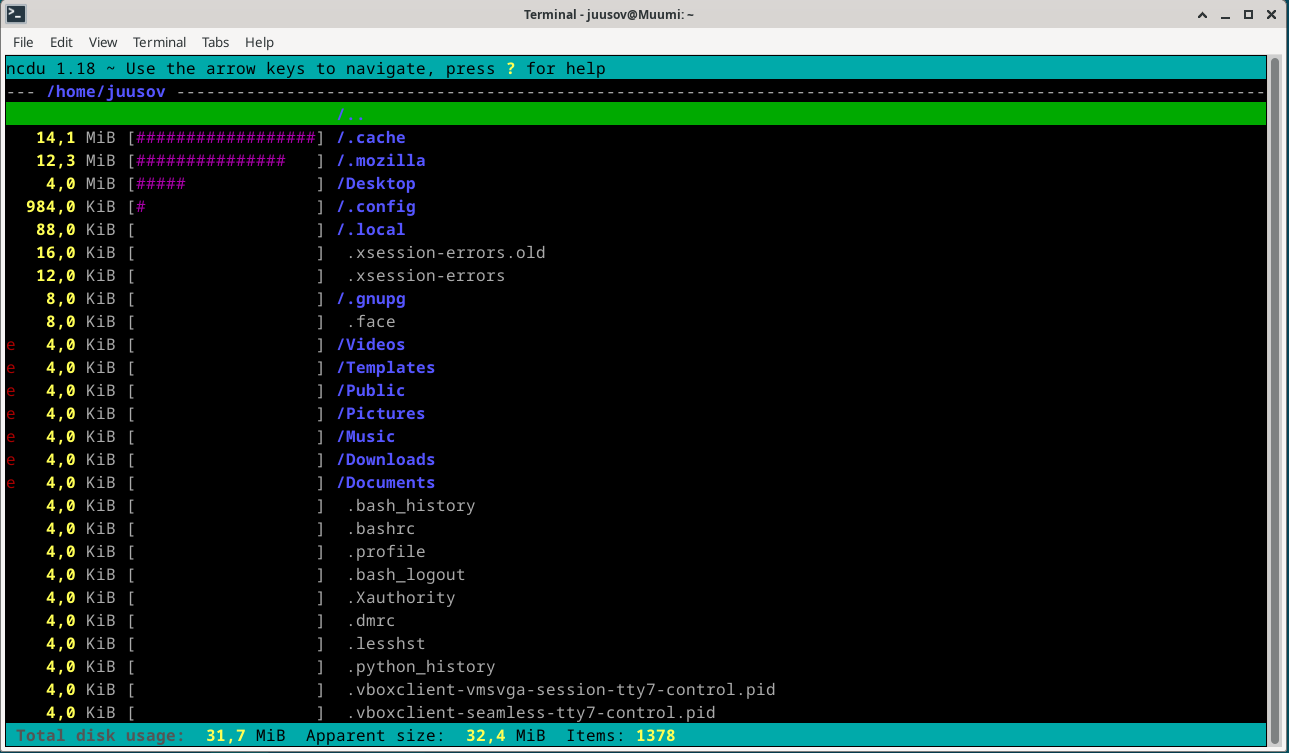 Terminal - juusov@Muumi: ~
File Edit View Terminal Tabs Help
ncdu 1.18 ~ Use the arrow keys to navigate, press ? for help
--- /home/juusov -------------------------------------------------------------------------------------------------------------
/..
14,1 MiB [##################] /.cache
12,3 MiB [###############   ] /.mozilla
4,0 MiB [#####             ] /Desktop
984,0 KiB [#                 ] /.config
88,0 KiB [                  ] /.local
16,0 KiB [                  ]  .xsession-errors.old
12,0 KiB [                  ]  .xsession-errors
8,0 KiB [                  ] /.gnupg
8,0 KiB [                  ]  .face
e 4,0 KiB [                  ] /Videos
e 4,0 KiB [                  ] /Templates
e 4,0 KiB [                  ] /Public
e 4,0 KiB [                  ] /Pictures
e 4,0 KiB [                  ] /Music
e 4,0 KiB [                  ] /Downloads
e 4,0 KiB [                  ] /Documents
4,0 KiB [                  ]  .bash_history
4,0 KiB [                  ]  .bashrc
4,0 KiB [                  ]  .profile
4,0 KiB [                  ]  .bash_logout
4,0 KiB [                  ]  .Xauthority
4,0 KiB [                  ]  .dmrc
4,0 KiB [                  ]  .lesshst
4,0 KiB [                  ]  .python_history
4,0 KiB [                  ]  .vboxclient-vmsvga-session-tty7-control.pid
4,0 KiB [                  ]  .vboxclient-seamless-tty7-control.pid
Total disk usage: 31,7 MiB Apparent size: 32,4 MiB Items: 1378